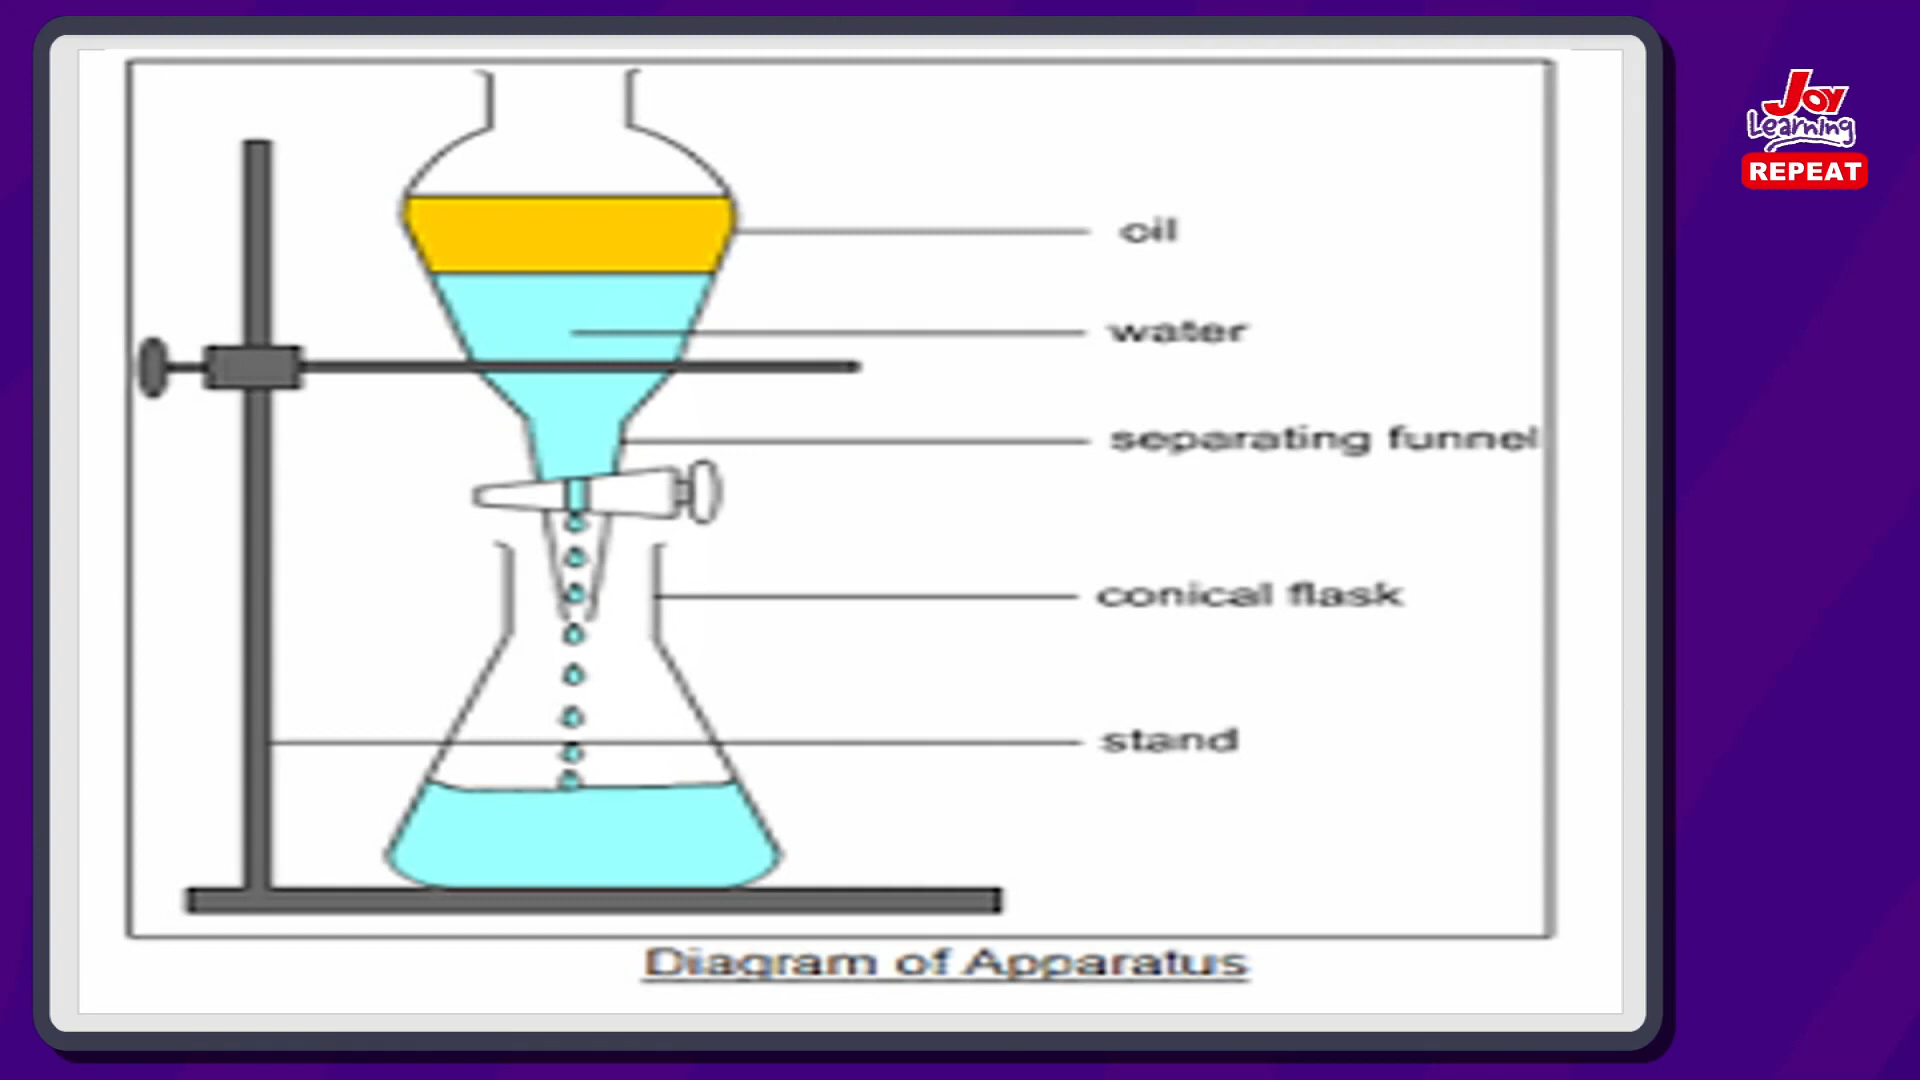 Joy
Learning
REPEAT
oil
water
separating funnel
conical flask
stand
Diagram of Apparatus